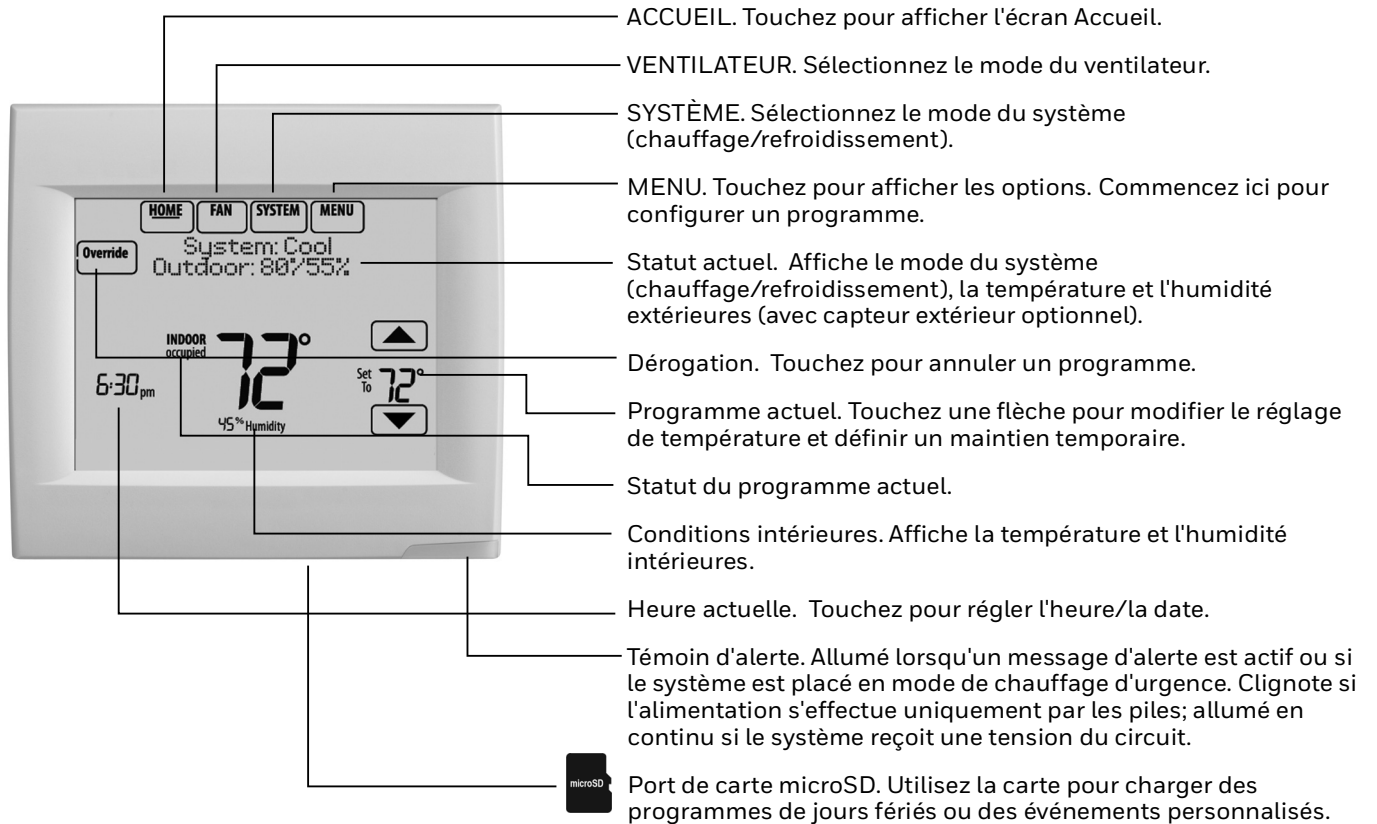 ACCUEIL. Touchez pour afficher l'écran Accueil.
VENTILATEUR. Sélectionnez le mode du ventilateur.
SYSTÈME. Sélectionnez le mode du système
(chauffage/refroidissement).
MENU. Touchez pour afficher les options. Commencez ici pour
configurer un programme.
Statut actuel.  Affiche le mode du système
(chauffage/refroidissement), la température et l'humidité
extérieures (avec capteur extérieur optionnel).
Dérogation.  Touchez pour annuler un programme.
Programme actuel. Touchez une flèche pour modifier le réglage
de température et définir un maintien temporaire.
Statut du programme actuel.
Conditions intérieures. Affiche la température et l'humidité
intérieures.
Heure actuelle.  Touchez pour régler l'heure/la date.
Témoin d'alerte. Allumé lorsqu'un message d'alerte est actif ou si
le système est placé en mode de chauffage d'urgence. Clignote si
l'alimentation s'effectue uniquement par les piles; allumé en
continu si le système reçoit une tension du circuit.
Port de carte microSD. Utilisez la carte pour charger des
programmes de jours fériés ou des événements personnalisés.
HOME FAN SYSTEM MENU
Override
System: Cool
Outdoor: 80°/55%
INDOOR
occupied
72°
6:30 pm
Set
To
72°
45% Humidity
microSD